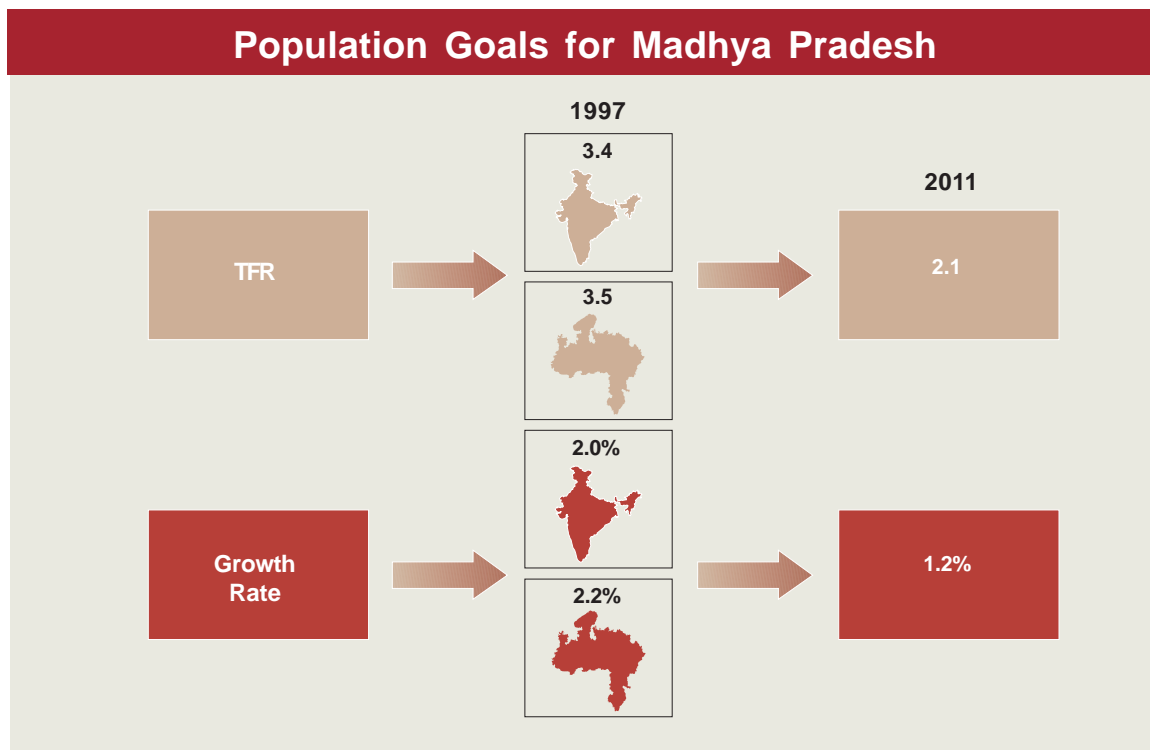 Population Goals for Madhya Pradesh
1997
3.4
2011
TFR
2.1
3.5
2.0%
Growth
Rate
1.2%
2.2%